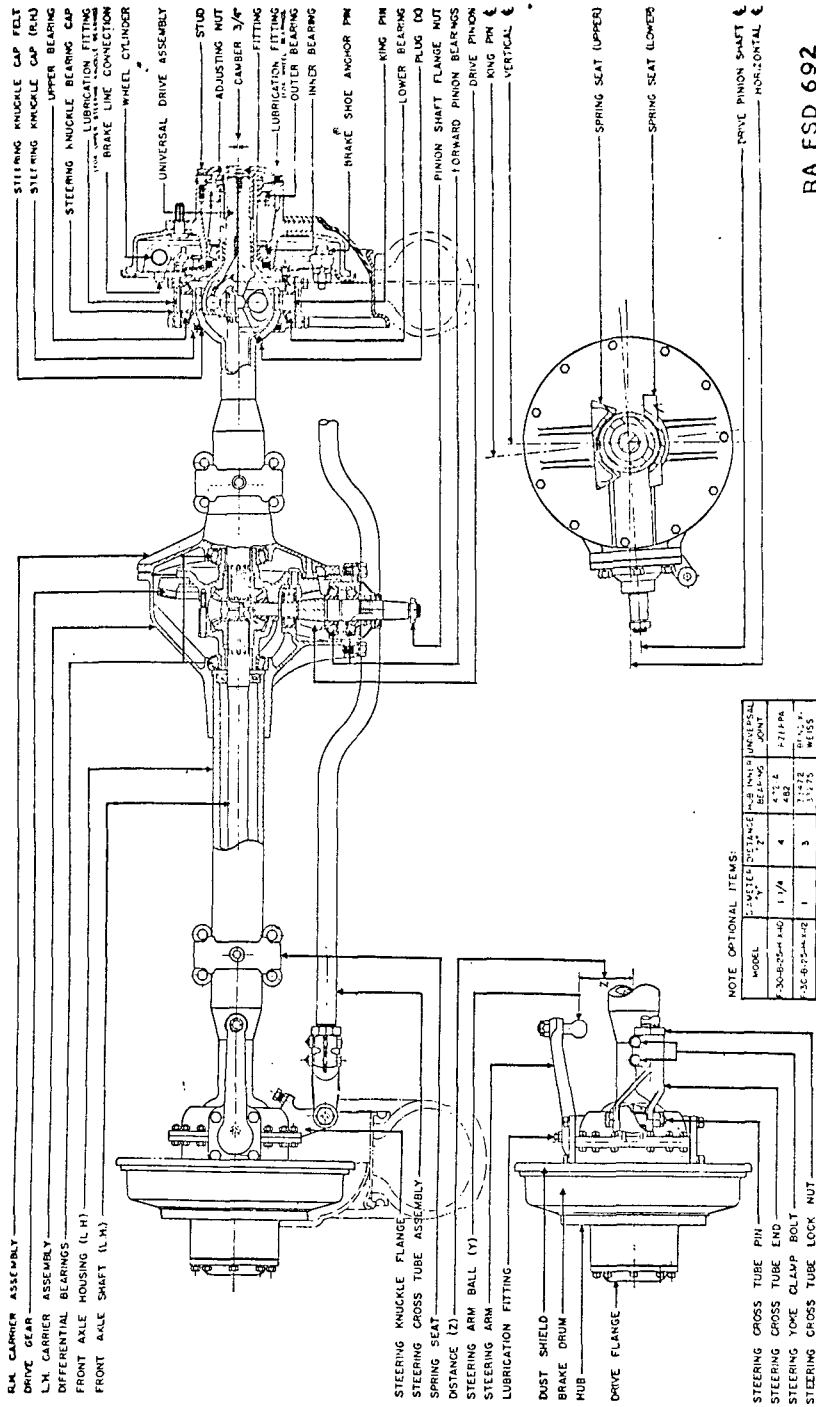 R.H. CARRIER ASSEMBLY
DRIVE GEAR
L.H. CARRIER ASSEMBLY
DIFFERENTIAL BEARINGS
FRONT AXLE HOUSING (L.H.)
FRONT AXLE SHAFT (L.H.)
STEERING KNUCKLE CAP FELT
STEERING KNUCKLE CAP (R.H.)
UPPER BEARING
STEERING KNUCKLE BEARING CAP
LUBRICATION FITTING
BRAKE LINE CONNECTION
WHEEL CYLINDER
UNIVERSAL DRIVE ASSEMBLY
STUD
ADJUSTING NUT
CAMBER 3/4°
FITTING
LUBRICATION FITTING
OUTER BEARING
INNER BEARING
BRAKE SHOE ANCHOR PIN
KING PIN
LOWER BEARING
PLUG (X)
PINION SHAFT FLANGE NUT
FORWARD PINION BEARINGS
DRIVE PINION
KING PIN ℄
VERTICAL ℄
STEERING KNUCKLE FLANGE
STEERING CROSS TUBE ASSEMBLY
SPRING SEAT
DISTANCE (Z)
STEERING ARM BALL (Y)
STEERING ARM
LUBRICATION FITTING
DUST SHIELD
BRAKE DRUM
HUB
DRIVE FLANGE
Z
STEERING CROSS TUBE PIN
STEERING CROSS TUBE END
STEERING YOKE CLAMP BOLT
STEERING CROSS TUBE LOCK NUT
SPRING SEAT (UPPER)
SPRING SEAT (LOWER)
DRIVE PINION SHAFT ℄
HORIZONTAL ℄
NOTE OPTIONAL ITEMS:
MODEL DIAMETER "Y" DISTANCE "Z" HUB INNER BEARING UNIVERSAL JOINT
1 1/4 4 RZEPPA
1 3 WEISS
RA FSD 692